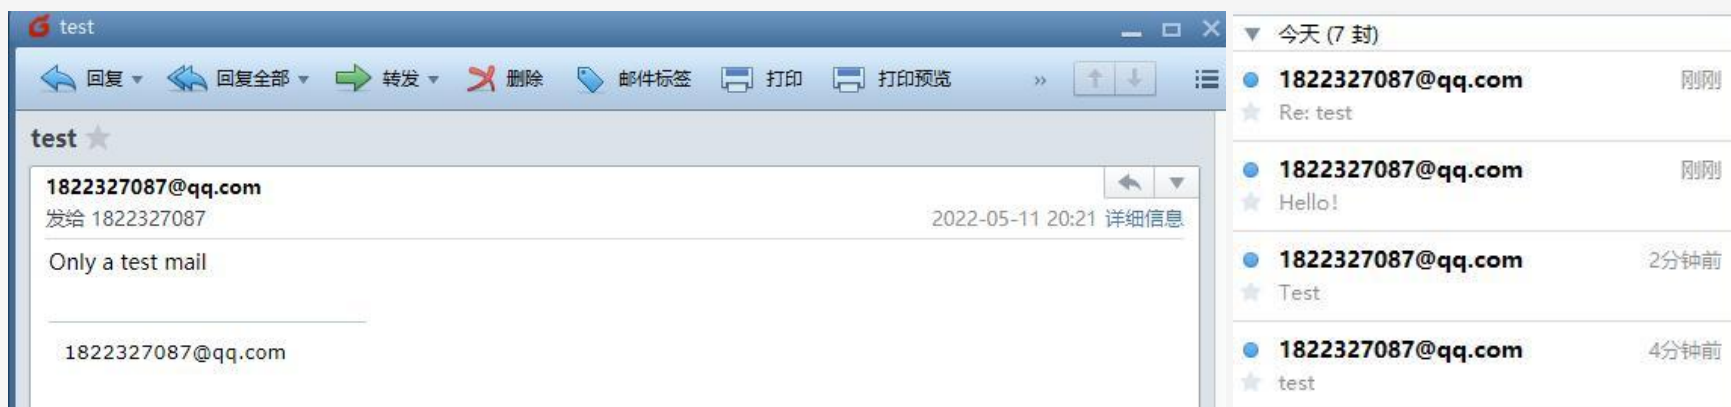 test
回复 回复全部 转发 删除 邮件标签 打印 打印预览 »
test
1822327087@qq.com
发给 1822327087 2022-05-11 20:21 详细信息
Only a test mail
1822327087@qq.com
今天 (7 封)
1822327087@qq.com 刚刚
Re: test
1822327087@qq.com 刚刚
Hello!
1822327087@qq.com 2分钟前
Test
1822327087@qq.com 4分钟前
test